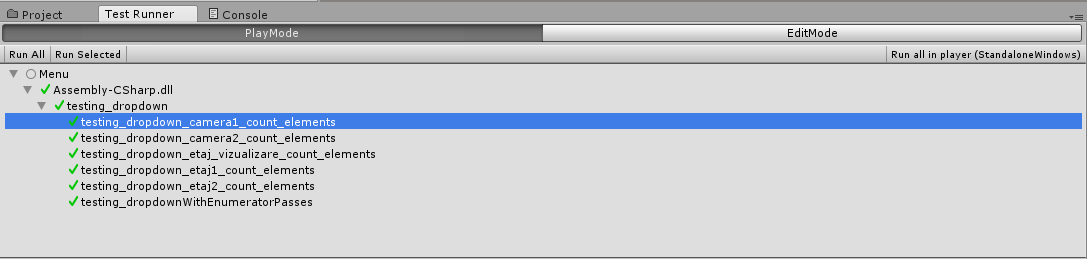 Project Test Runner Console
PlayMode EditMode
Run All Run Selected Run all in player (StandaloneWindows)
Menu
Assembly-CSharp.dll
testing_dropdown
testing_dropdown_camera1_count_elements
testing_dropdown_camera2_count_elements
testing_dropdown_etaj_vizualizare_count_elements
testing_dropdown_etaj1_count_elements
testing_dropdown_etaj2_count_elements
testing_dropdownWithEnumeratorPasses